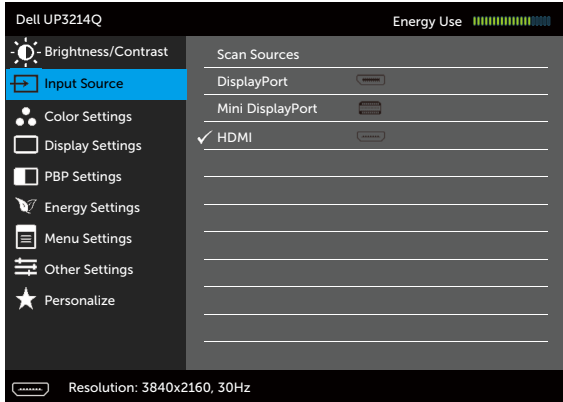 Dell UP3214Q
Energy Use
Brightness/Contrast
Input Source
Color Settings
Display Settings
PBP Settings
Energy Settings
Menu Settings
Other Settings
Personalize
Scan Sources
DisplayPort
Mini DisplayPort
HDMI
Resolution: 3840x2160, 30Hz